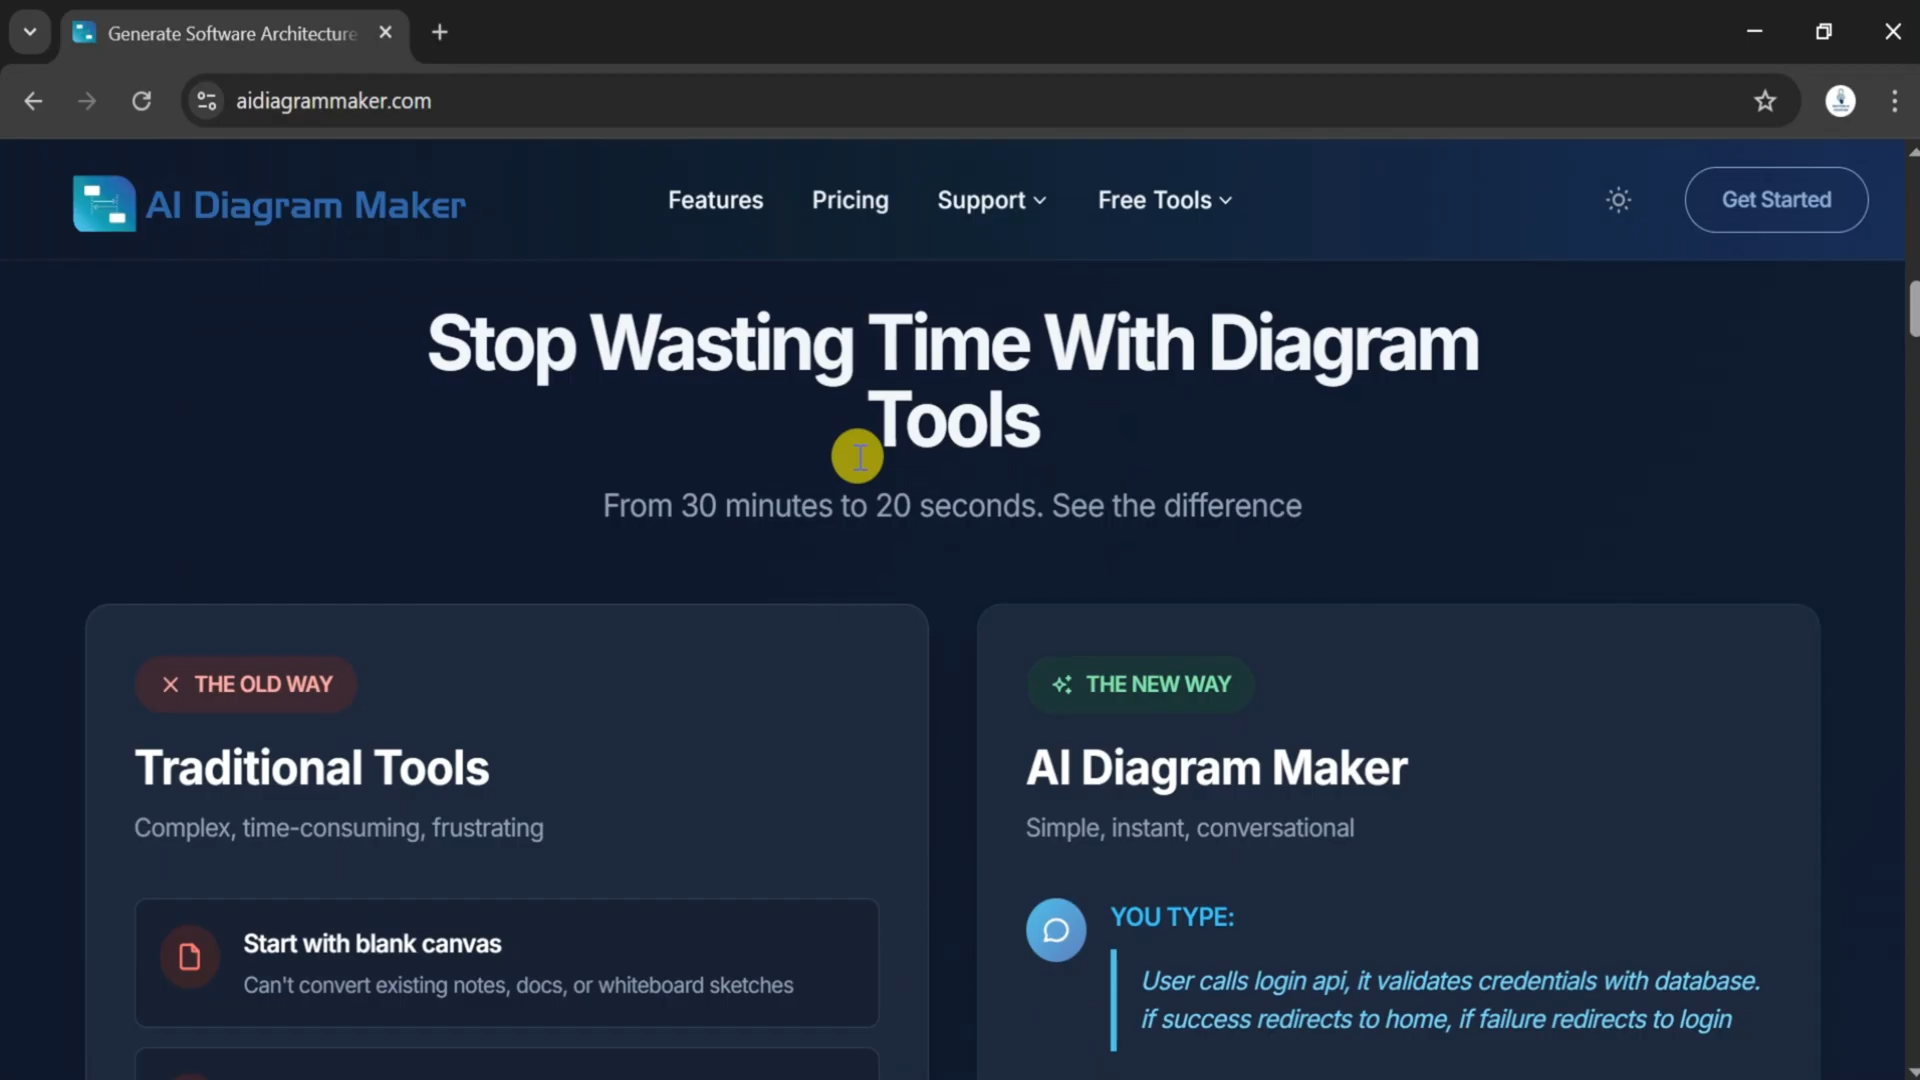 Generate Software Architecture
aidiagrammaker.com
AI Diagram Maker
Features
Pricing
Support
Free Tools
Get Started
Stop Wasting Time With Diagram
Tools
From 30 minutes to 20 seconds. See the difference
THE OLD WAY
Traditional Tools
Complex, time-consuming, frustrating
Start with blank canvas
Can't convert existing notes, docs, or whiteboard sketches
THE NEW WAY
AI Diagram Maker
Simple, instant, conversational
YOU TYPE:
User calls login api, it validates credentials with database.
if success redirects to home, if failure redirects to login